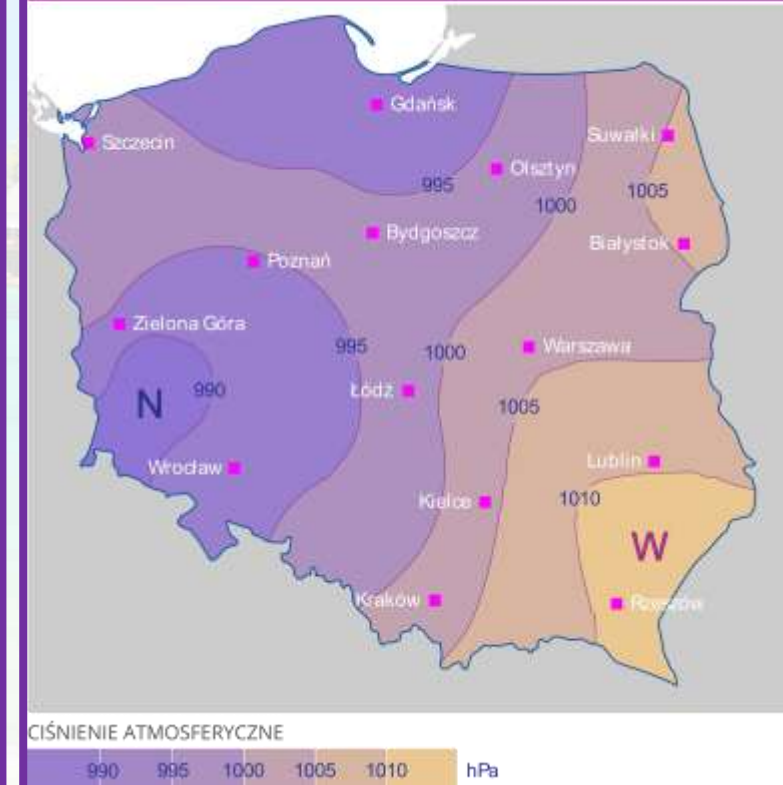 Gdańsk
Szczecin
Suwałki
Olsztyn
995
1005
1000
Bydgoszcz
Białystok
Poznań
Zielona Góra
995
1000
Warszawa
990
N
Łódź
1005
Wrocław
Lublin
Kielce
1010
W
Kraków
Rzeszów
CIŚNIENIE ATMOSFERYCZNE
990 995 1000 1005 1010 hPa